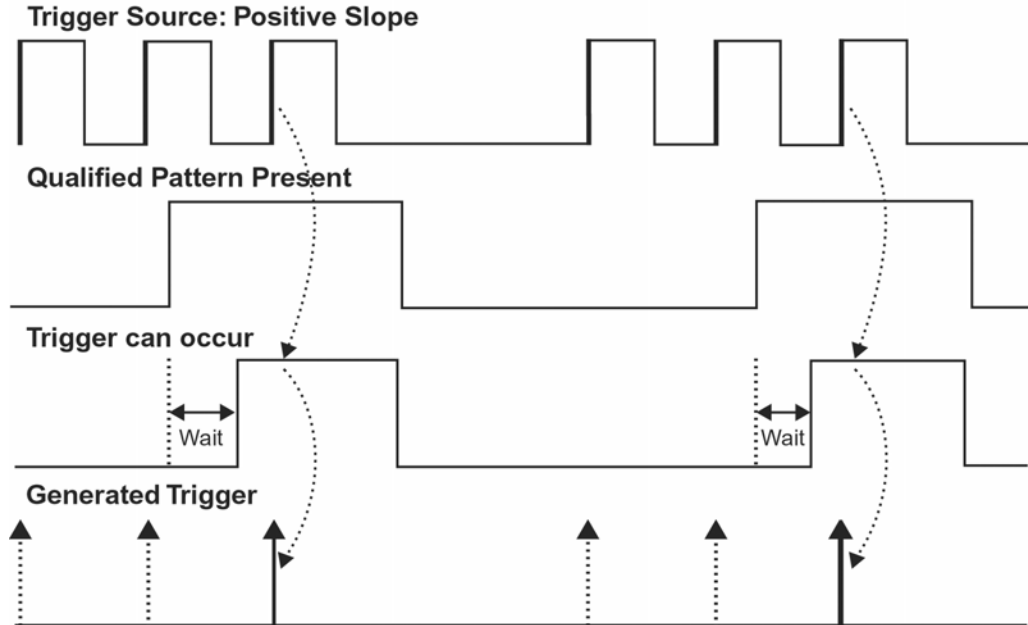 Trigger Source: Positive Slope
Qualified Pattern Present
Trigger can occur
Wait
Wait
Generated Trigger